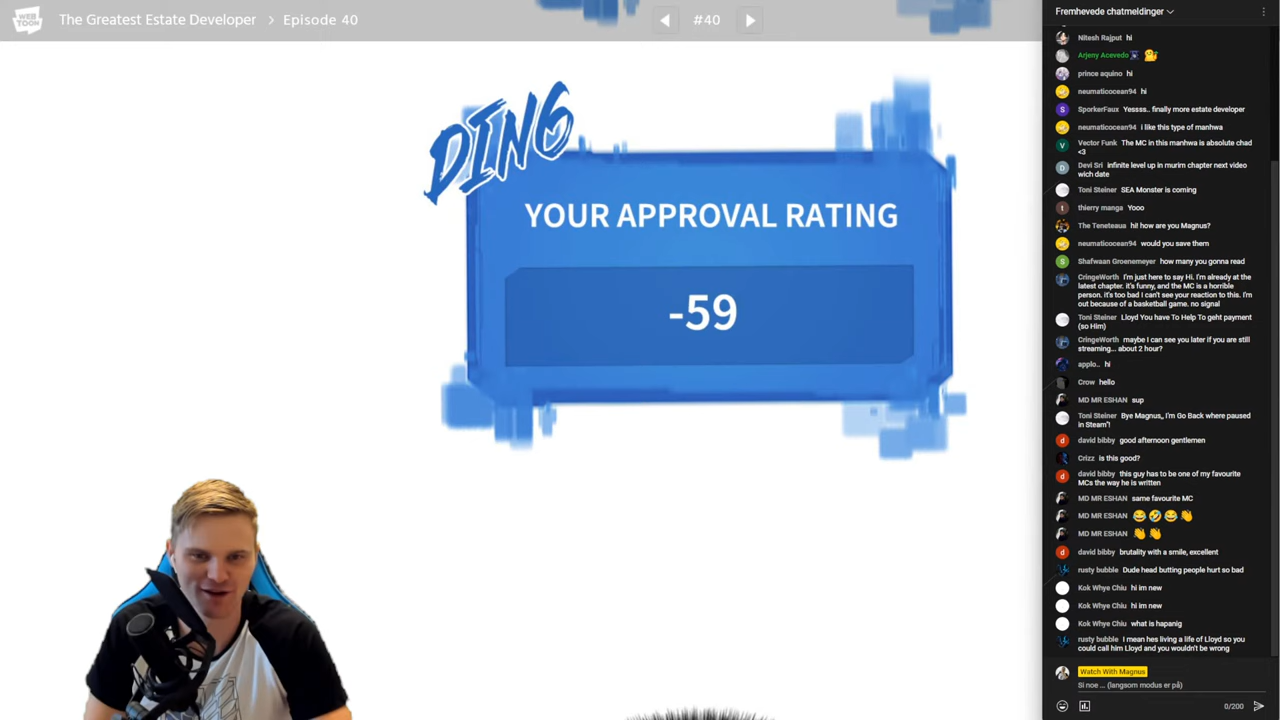 WEB
TOON
The Greatest Estate Developer > Episode 40
#40
DING
YOUR APPROVAL RATING
-59
Fremhevede chatmeldinger
Nitesh Rajput hi
Arjeny Acevedo
prince aquino hi
neumaticocean94 hi
S SporkerFaux Yessss.. finally more estate developer
neumaticocean94 i like this type of manhwa
V Vector Funk The MC in this manhwa is absolute chad
<3
D Devi Sri infinite level up in murim chapter next video
wich date
Toni Steiner SEA Monster is coming
t thierry manga Yooo
The Teneteaua hi! how are you Magnus?
neumaticocean94 would you save them
S Shafwaan Groenemeyer how many you gonna read
CringeWorth I'm just here to say Hi. I'm already at the
latest chapter. it's funny, and the MC is a horrible
person. it's too bad I can't see your reaction to this. I'm
out because of a basketball game. no signal
Toni Steiner Lloyd You have To Help To geht payment
(so Him)
CringeWorth maybe I can see you later if you are still
streaming... about 2 hour?
applo.. hi
Crow hello
MD MR ESHAN sup
Toni Steiner Bye Magnus,, I'm Go Back where paused
in Steam"!
d david bibby good afternoon gentlemen
Crizz is this good?
d david bibby this guy has to be one of my favourite
MCs the way he is written
MD MR ESHAN same favourite MC
MD MR ESHAN 😂🤣😂👏
MD MR ESHAN 👏👏
d david bibby brutality with a smile, excellent
rusty bubble Dude head butting people hurt so bad
Kok Whye Chiu hi im new
Kok Whye Chiu hi im new
Kok Whye Chiu what is hapanig
rusty bubble I mean hes living a life of Lloyd so you
could call him Lloyd and you wouldn't be wrong
Watch With Magnus
Si noe ... (langsom modus er på)
0/200